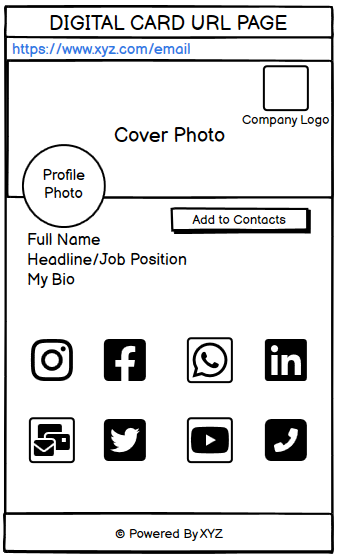 DIGITAL CARD URL PAGE
https://www.xyz.com/email
Company Logo
Cover Photo
Profile
Photo
Add to Contacts
Full Name
Headline/Job Position
My Bio
in
© Powered By XYZ